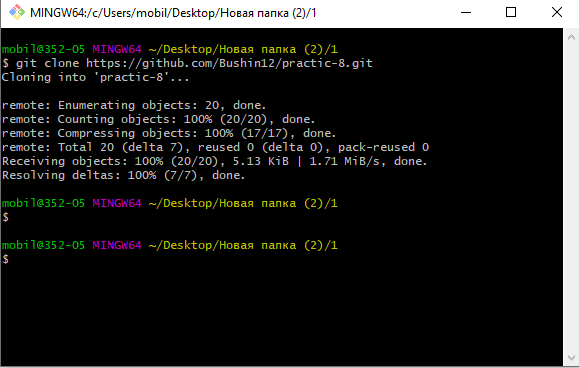 MINGW64:/c/Users/mobil/Desktop/Новая папка (2)/1
mobil@352-05 MINGW64 ~/Desktop/Новая папка (2)/1
$ git clone https://github.com/Bushin12/practic-8.git
Cloning into 'practic-8'...
remote: Enumerating objects: 20, done.
remote: Counting objects: 100% (20/20), done.
remote: Compressing objects: 100% (17/17), done.
remote: Total 20 (delta 7), reused 0 (delta 0), pack-reused 0
Receiving objects: 100% (20/20), 5.13 KiB | 1.71 MiB/s, done.
Resolving deltas: 100% (7/7), done.
mobil@352-05 MINGW64 ~/Desktop/Новая папка (2)/1
$
mobil@352-05 MINGW64 ~/Desktop/Новая папка (2)/1
$